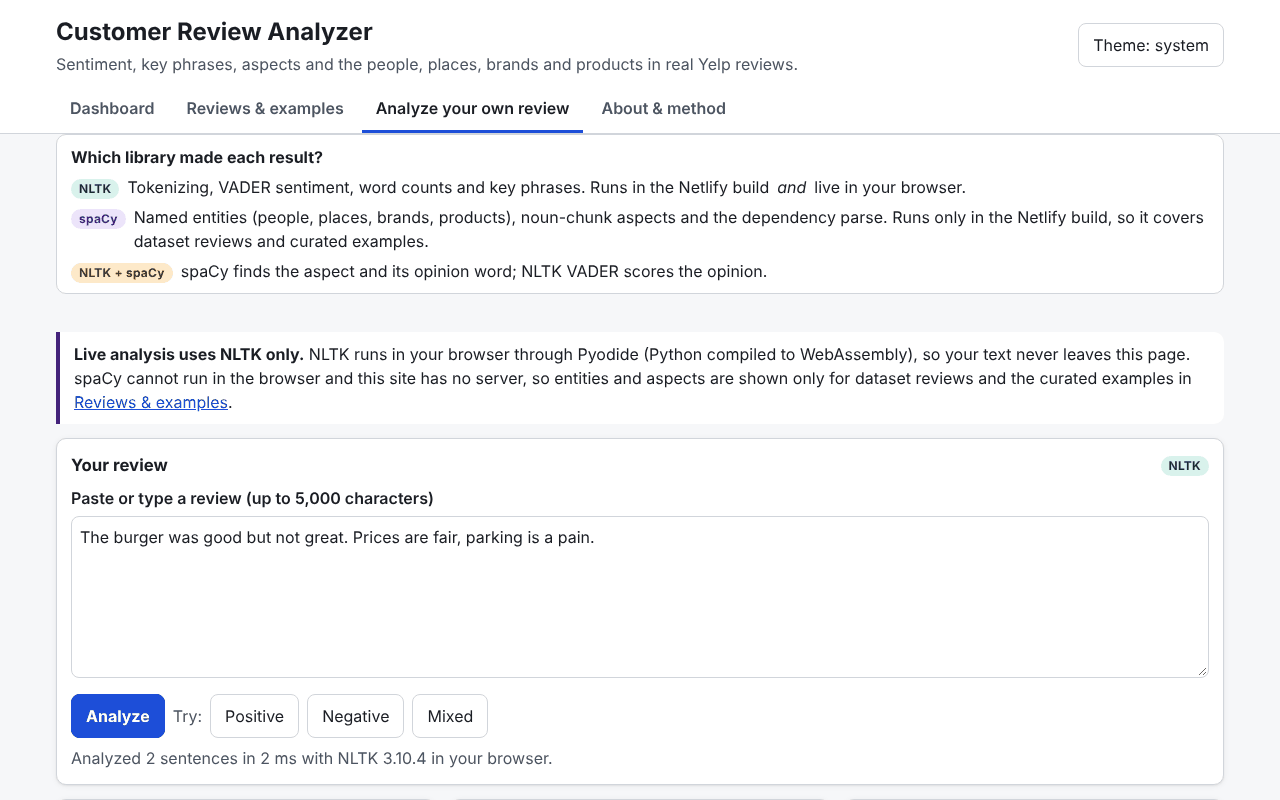 Customer Review Analyzer
Sentiment, key phrases, aspects and the people, places, brands and products in real Yelp reviews.
Theme: system
Dashboard
Reviews & examples
Analyze your own review
About & method
Which library made each result?
NLTK Tokenizing, VADER sentiment, word counts and key phrases. Runs in the Netlify build and live in your browser.
spaCy Named entities (people, places, brands, products), noun-chunk aspects and the dependency parse. Runs only in the Netlify build, so it covers
dataset reviews and curated examples.
NLTK + spaCy spaCy finds the aspect and its opinion word; NLTK VADER scores the opinion.
Live analysis uses NLTK only. NLTK runs in your browser through Pyodide (Python compiled to WebAssembly), so your text never leaves this page.
spaCy cannot run in the browser and this site has no server, so entities and aspects are shown only for dataset reviews and the curated examples in
Reviews & examples.
Your review
NLTK
Paste or type a review (up to 5,000 characters)
The burger was good but not great. Prices are fair, parking is a pain.
Analyze
Try:
Positive
Negative
Mixed
Analyzed 2 sentences in 2 ms with NLTK 3.10.4 in your browser.